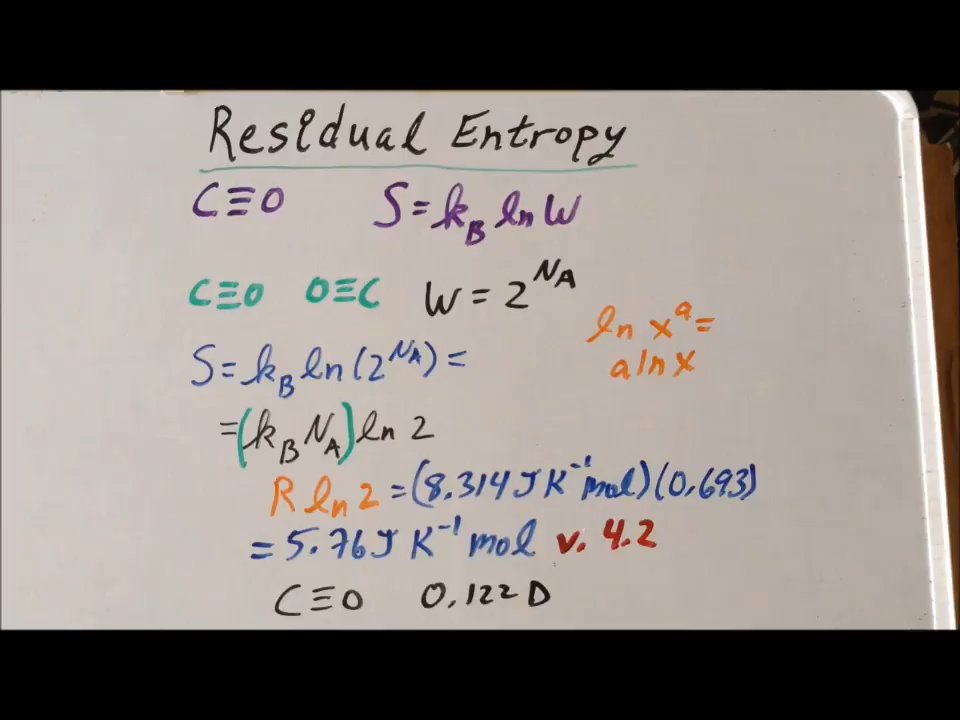 Residual Entropy
C≡O S=k_B ln W
C≡O O≡C W=2^{N_A}
ln x^a =
a ln x
S=k_B ln(2^{N_A})=
=(k_B N_A) ln 2
R ln 2 =(8.314 J K^{-1} mol)(0.693)
= 5.76 J K^{-1} mol v. 4.2
C≡O 0.122 D